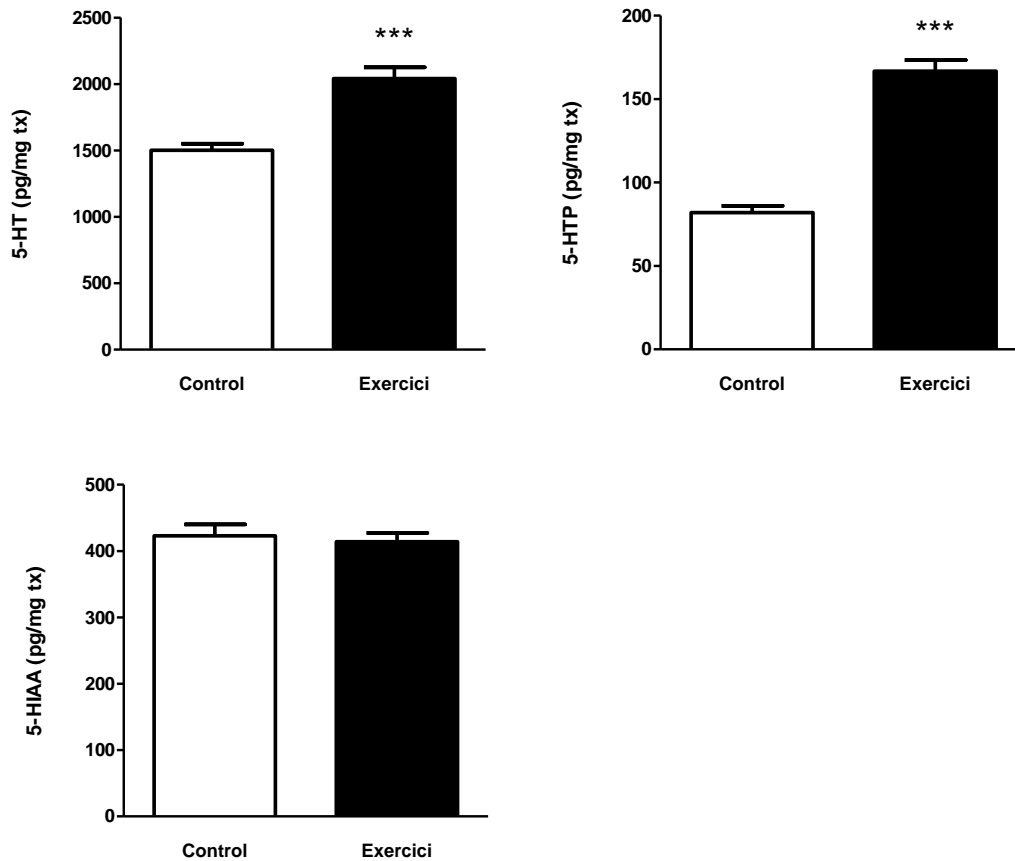 5-HT (pg/mg tx)
2500
2000
1500
1000
500
0
***
Control
Exercici
5-HTP (pg/mg tx)
200
150
100
50
0
***
Control
Exercici
5-HIAA (pg/mg tx)
500
400
300
200
100
0
Control
Exercici